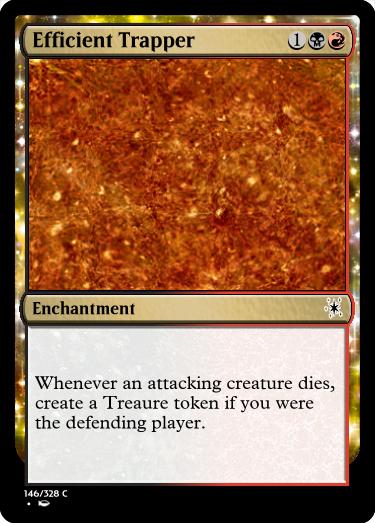 Efficient Trapper 1
Enchantment
Whenever an attacking creature dies,
create a Treaure token if you were
the defending player.
146/328 C